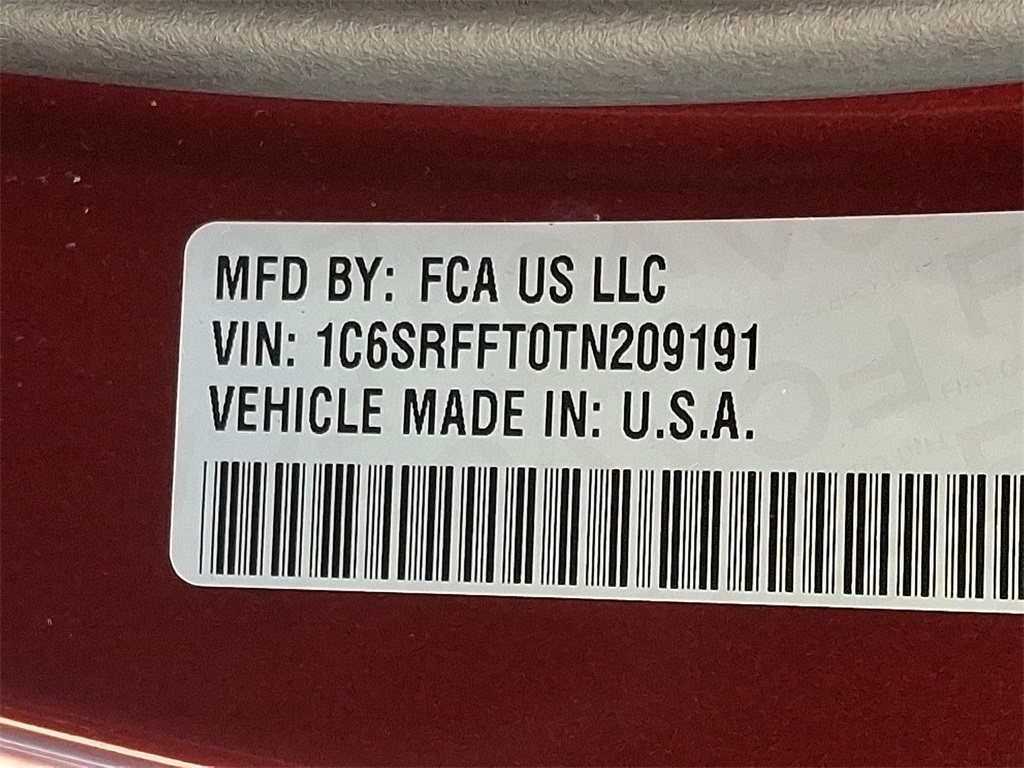 MFD BY: FCA US LLC
VIN: 1C6SRFFT0TN209191
VEHICLE MADE IN: U.S.A.